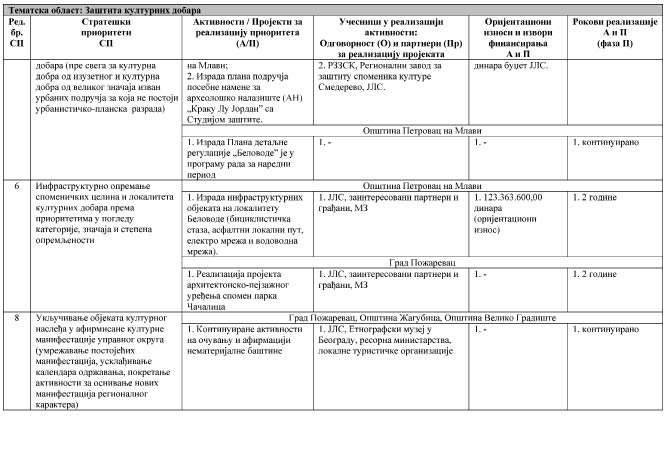 Тематска област: Заштита културних добара
Ред. бр. СП
Стратешки приоритети СП
Активности / Пројекти за реализацију приоритета (А/П)
Учесници у реализацији активности: Одговорност (О) и партнери (Пр) за реализацију пројеката
Оријентациони износи и извори финансирања А и П
Рокови реализације А и П (фаза П)
добара (пре свега за културна
добра од изузетног и културна
добра од великог значаја изван
урбаних подручја за која не постоји
урбанистичко-планска разрада)
на Млави;
2. Израда плана подручја
посебне намене за
археолошко налазиште (АН)
„Краку Лу Јордан” са
Студијом заштите.
2. РЗЗСК, Регионални завод за
заштиту споменика културе
Смедерево, ЈЛС.
динара буџет ЈЛС.
Општина Петровац на Млави
1. Израда Плана детаљне
регулације „Беловоде” је у
програму рада за наредни
период
1. -
1. -
1. континуирано
6
Инфраструктурно опремање
споменичких целина и локалитета
културних добара према
приоритетима у погледу
категорије, значаја и степена
опремљености
Општина Петровац на Млави
1. Израда инфраструктурних
објеката на локалитету
Беловоде (бициклистичка
стаза, асфалтни локални пут,
електро мрежа и водоводна
мрежа).
1. ЈЛС, заинтересовани партнери и
грађани, МЗ
1. 123.363.600,00
динара
(оријентациони
износ)
1. 2 године
Град Пожаревац
1. Реализација пројекта
архитектонско-пејзажног
уређења спомен парка
Чачалица
1. ЈЛС, заинтересовани партнери и
грађани, МЗ
1. -
1. 2 године
8
Укључивање објеката културног
наслеђа у афирмисане културне
манифестације управног округа
(умрежавање постојећих
манифестација, усклађивање
календара одржавања, покретање
активности за оснивање нових
манифестација регионалног
карактера)
Град Пожаревац, Општина Жагубица, Општина Велико Градиште
1. Континуиране активности
на очувању и афирмацији
нематеријалне баштине
1. ЈЛС, Етнографски музеј у
Београду, ресорна министарства,
локалне туристичке организације
1. -
1. континуирано